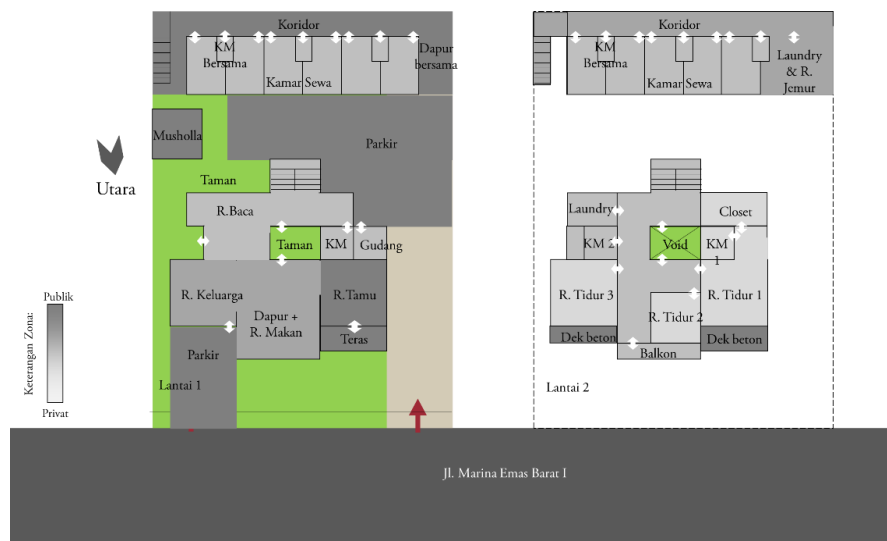 Koridor
KM
Bersama
Dapur
bersama
Kamar Sewa
Musholla
Parkir
Utara
Taman
R.Baca
Taman
KM
Gudang
R. Keluarga
R.Tamu
Dapur +
R. Makan
Teras
Parkir
Lantai 1
Publik
Keterangan Zona:
Privat
Koridor
KM
Bersama
Laundry
& R.
Jemur
Kamar Sewa
Laundry
Closet
KM 2
Void
KM
1
R. Tidur 3
R. Tidur 1
R. Tidur 2
Dek beton
Dek beton
Balkon
Lantai 2
Jl. Marina Emas Barat I